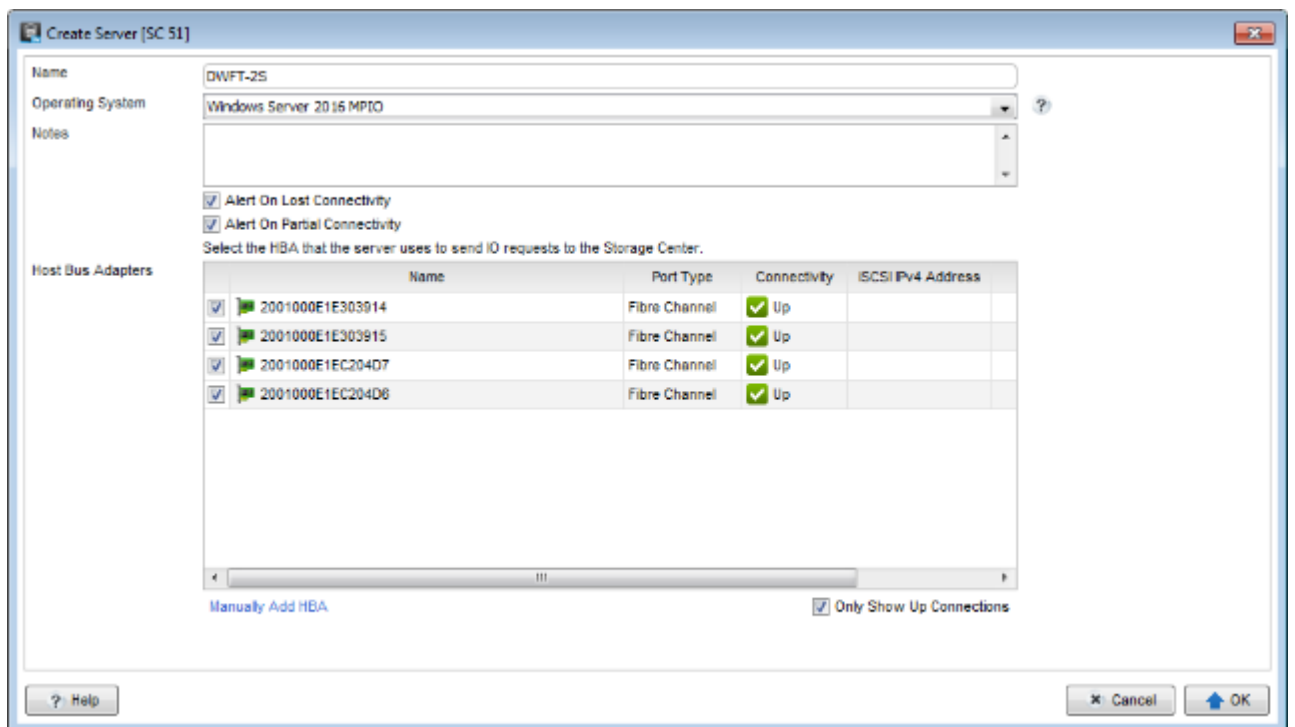 Create Server [SC 51]
Name
DWFT-2S
Operating System
Windows Server 2016 MPIO
?
Notes
Alert On Lost Connectivity
Alert On Partial Connectivity
Select the HBA that the server uses to send IO requests to the Storage Center.
Host Bus Adapters
Name Port Type Connectivity iSCSI IPv4 Address
2001000E1E303914 Fibre Channel Up
2001000E1E303915 Fibre Channel Up
2001000E1EC204D7 Fibre Channel Up
2001000E1EC204D6 Fibre Channel Up
Manually Add HBA
Only Show Up Connections
? Help
Cancel
OK